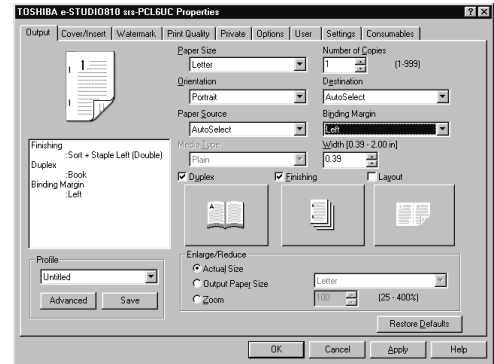 TOSHIBA e-STUDIO810 srs-PCL6UC Properties
Output Cover/Insert Watermark Print Quality Private Options User Settings Consumables
Paper Size
Letter
Number of Copies
1 (1-999)
Orientation
Portrait
Destination
AutoSelect
Paper Source
AutoSelect
Binding Margin
Left
Media Type
Plain
Width [0.39 - 2.00 in]
0.39
Finishing
:Sort + Staple Left (Double)
Duplex
:Book
Binding Margin
:Left
Duplex Finishing Layout
Profile
Untitled
Advanced Save
Enlarge/Reduce
Actual Size
Output Paper Size Letter
Zoom 100 (25 - 400%)
Restore Defaults
OK Cancel Apply Help